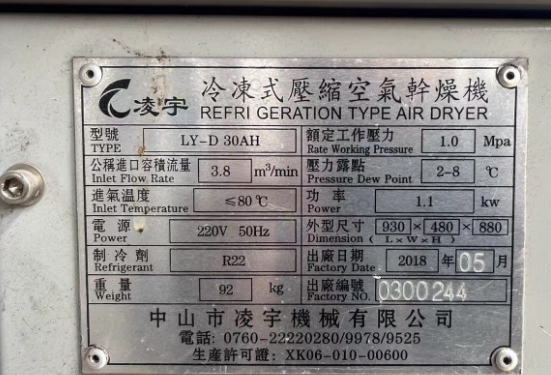 凌宇 冷凍式壓縮空氣幹燥機
REFRI GERATION TYPE AIR DRYER
型號 TYPE LY-D 30AH 額定工作壓力 Rate Working Pressure 1.0 Mpa
公稱進口容積流量 Inlet Flow Rate 3.8 m³/min 壓力露點 Pressure Dew Point 2-8 ℃
進氣温度 Inlet Temperature ≤80℃ 功率 Power 1.1 kw
電源 Power 220V 50Hz 外型尺寸 Dimension ( L×W×H ) 930×480×880
制冷劑 Refrigerant R22 出廠日期 Factory Date 2018 年 05 月
重量 Weight 92 kg 出廠編號 Factory NO. 0300244
中山市凌宇機械有限公司
電話: 0760-22220280/9978/9525
生產許可證: XK06-010-00600